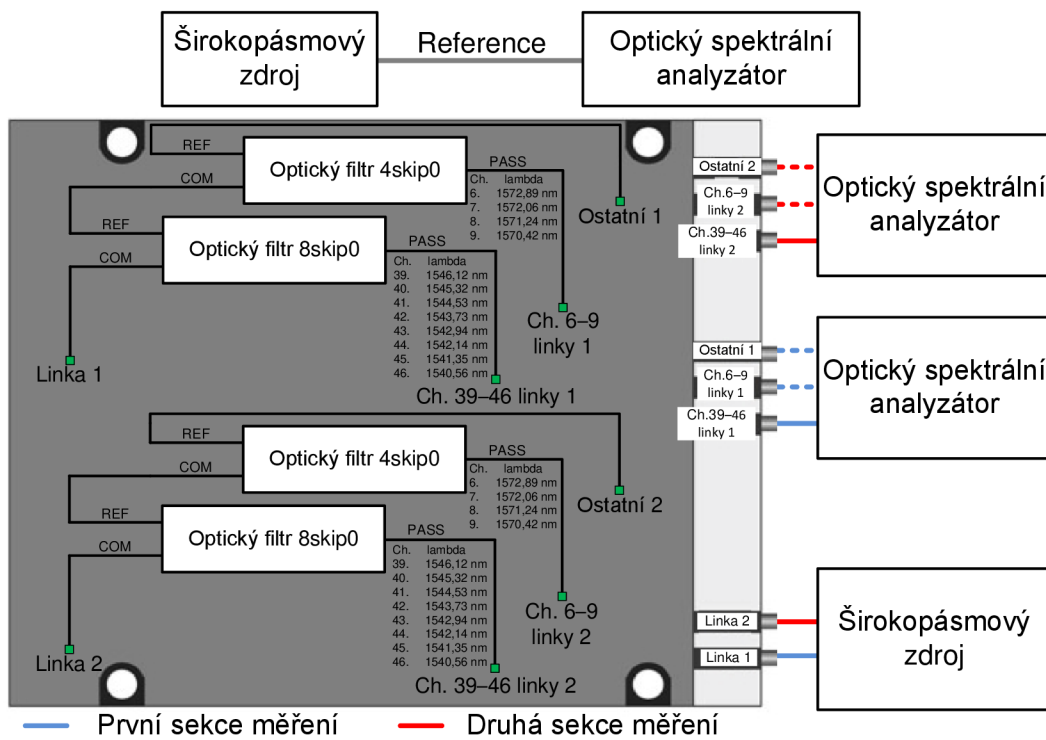 Širokopásmový
zdroj
Reference
Optický spektrální
analyzátor
REF
COM
Optický filtr 4skip0
PASS
Ch. lambda
6. 1572,89 nm
7. 1572,06 nm
8. 1571,24 nm
9. 1570,42 nm
Ostatní 1
REF
COM
Optický filtr 8skip0
PASS
Ch. lambda
39. 1546,12 nm
40. 1545,32 nm
41. 1544,53 nm
42. 1543,73 nm
43. 1542,94 nm
44. 1542,14 nm
45. 1541,35 nm
46. 1540,56 nm
Ch. 6–9
linky 1
Linka 1
Ch. 39–46 linky 1
REF
COM
Optický filtr 4skip0
PASS
Ch. lambda
6. 1572,89 nm
7. 1572,06 nm
8. 1571,24 nm
9. 1570,42 nm
Ostatní 2
REF
COM
Optický filtr 8skip0
PASS
Ch. lambda
39. 1546,12 nm
40. 1545,32 nm
41. 1544,53 nm
42. 1543,73 nm
43. 1542,94 nm
44. 1542,14 nm
45. 1541,35 nm
46. 1540,56 nm
Ch. 6–9
linky 2
Linka 2
Ch. 39–46 linky 2
Ostatní 2
Ch.6–9
linky 2
Ch.39–46
linky 2
Optický spektrální
analyzátor
Ostatní 1
Ch.6–9
linky 1
Ch.39–46
linky 1
Optický spektrální
analyzátor
Linka 2
Linka 1
Širokopásmový
zdroj
První sekce měření
Druhá sekce měření